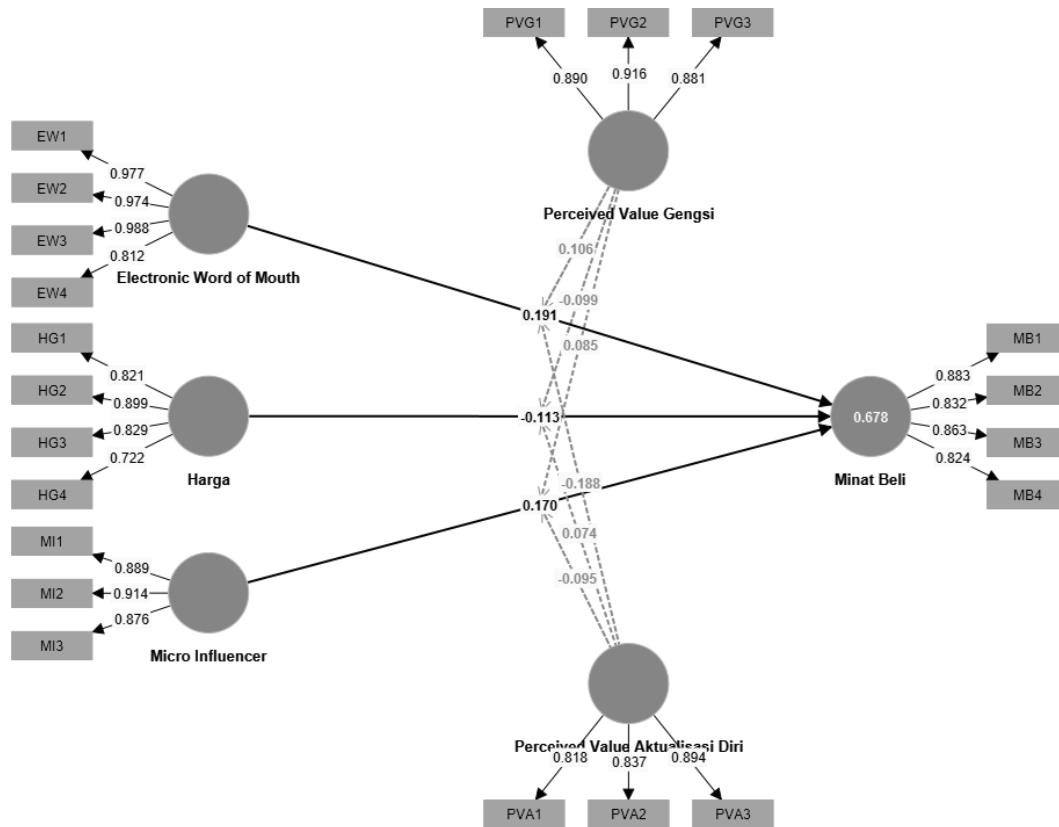 PVG1
PVG2
PVG3
0.890
0.916
0.881
Perceived Value Gengsi
EW1
EW2
EW3
EW4
0.977
0.974
0.988
0.812
Electronic Word of Mouth
HG1
HG2
HG3
HG4
0.821
0.899
0.829
0.722
Harga
MI1
MI2
MI3
0.889
0.914
0.876
Micro Influencer
0.106
-0.099
0.191
0.085
-0.113
-0.188
0.170
0.074
-0.095
0.678
Minat Beli
0.883
0.832
0.863
0.824
MB1
MB2
MB3
MB4
Perceived Value Aktualisasi Diri
0.818
0.837
0.894
PVA1
PVA2
PVA3